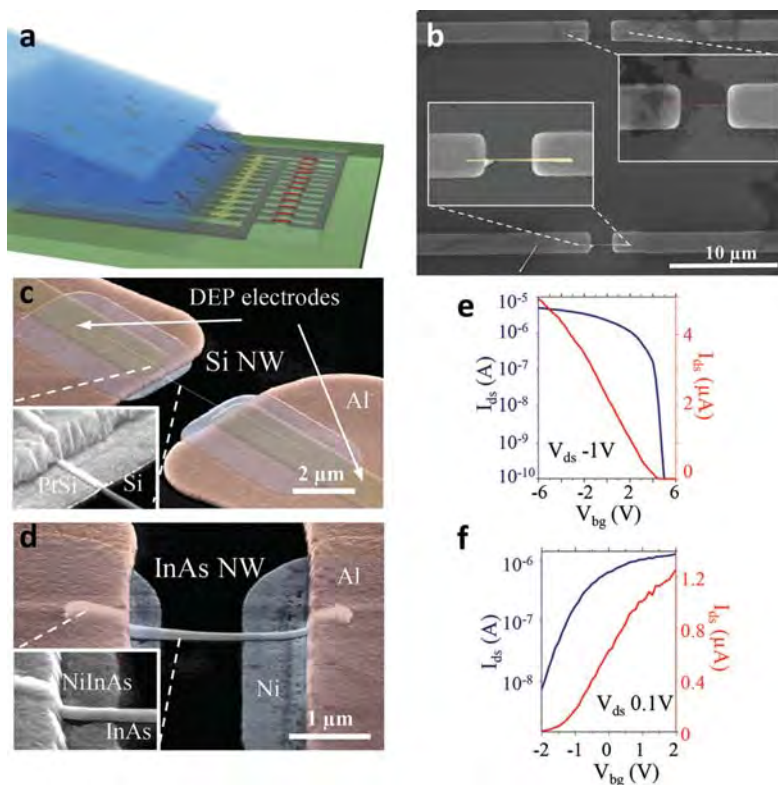 a
b
10 µm
c
DEP electrodes
Si NW
Al
PtSi
Si
2 µm
d
InAs NW
Al
NiInAs
InAs
Ni
1 µm
e
10⁻⁵
10⁻⁶
10⁻⁷
10⁻⁸
10⁻⁹
10⁻¹⁰
I_ds (A)
4
2
0
I_ds (µA)
V_ds -1V
-6 -2 2 6
V_bg (V)
f
10⁻⁶
10⁻⁷
10⁻⁸
I_ds (A)
1.2
0.8
0.4
0
I_ds (µA)
V_ds 0.1V
-2 -1 0 1 2
V_bg (V)